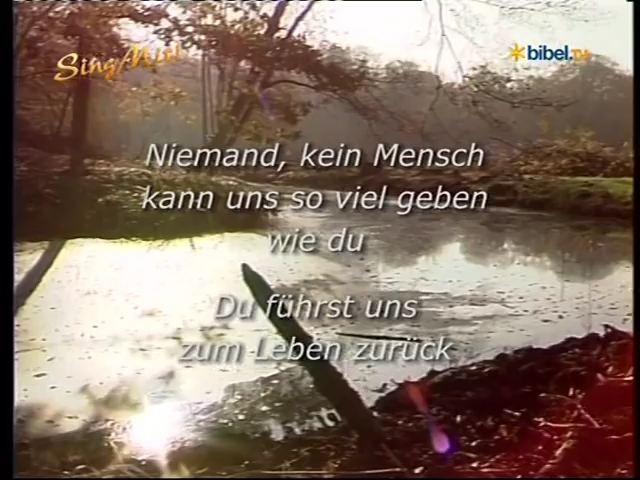 Sing Mit!
bibel.TV
Niemand, kein Mensch
kann uns so viel geben
wie du
Du führst uns
zum Leben zurück